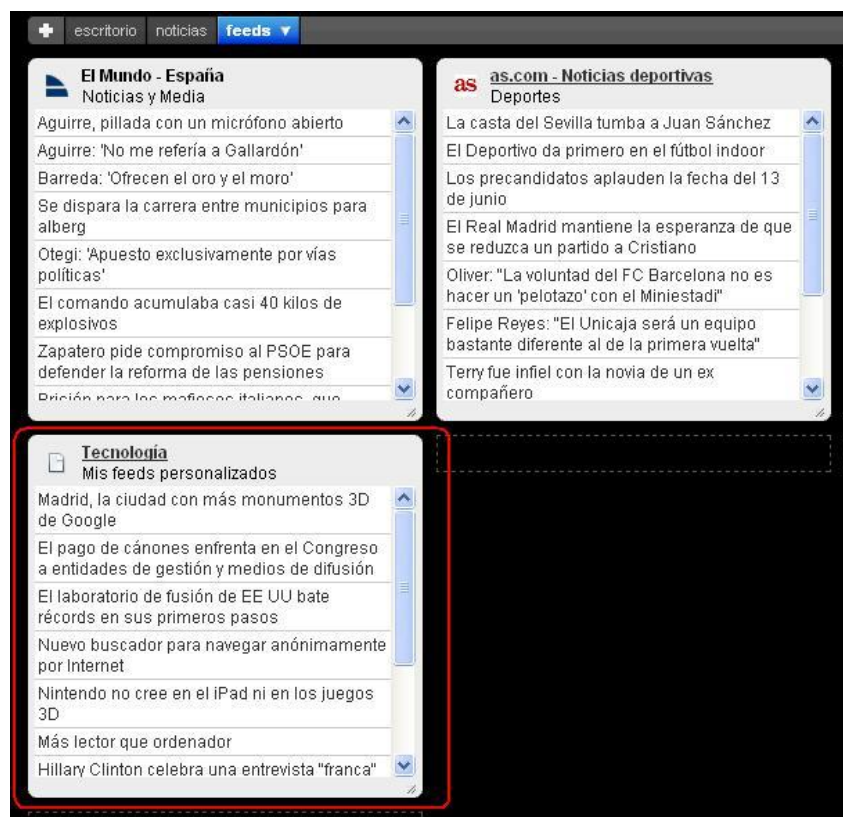 escritorio noticias feeds
El Mundo - España
Noticias y Media
Aguirre, pillada con un micrófono abierto
Aguirre: 'No me refería a Gallardón'
Barreda: 'Ofrecen el oro y el moro'
Se dispara la carrera entre municipios para
alberg
Otegi: 'Apuesto exclusivamente por vías
políticas'
El comando acumulaba casi 40 kilos de
explosivos
Zapatero pide compromiso al PSOE para
defender la reforma de las pensiones
Prisión para los mafiosos italianos, que
as as.com - Noticias deportivas
Deportes
La casta del Sevilla tumba a Juan Sánchez
El Deportivo da primero en el fútbol indoor
Los precandidatos aplauden la fecha del 13
de junio
El Real Madrid mantiene la esperanza de que
se reduzca un partido a Cristiano
Oliver: "La voluntad del FC Barcelona no es
hacer un 'pelotazo' con el Miniestadi"
Felipe Reyes: "El Unicaja será un equipo
bastante diferente al de la primera vuelta"
Terry fue infiel con la novia de un ex
compañero
Tecnología
Mis feeds personalizados
Madrid, la ciudad con más monumentos 3D
de Google
El pago de cánones enfrenta en el Congreso
a entidades de gestión y medios de difusión
El laboratorio de fusión de EE UU bate
récords en sus primeros pasos
Nuevo buscador para navegar anónimamente
por Internet
Nintendo no cree en el iPad ni en los juegos
3D
Más lector que ordenador
Hillary Clinton celebra una entrevista "franca"